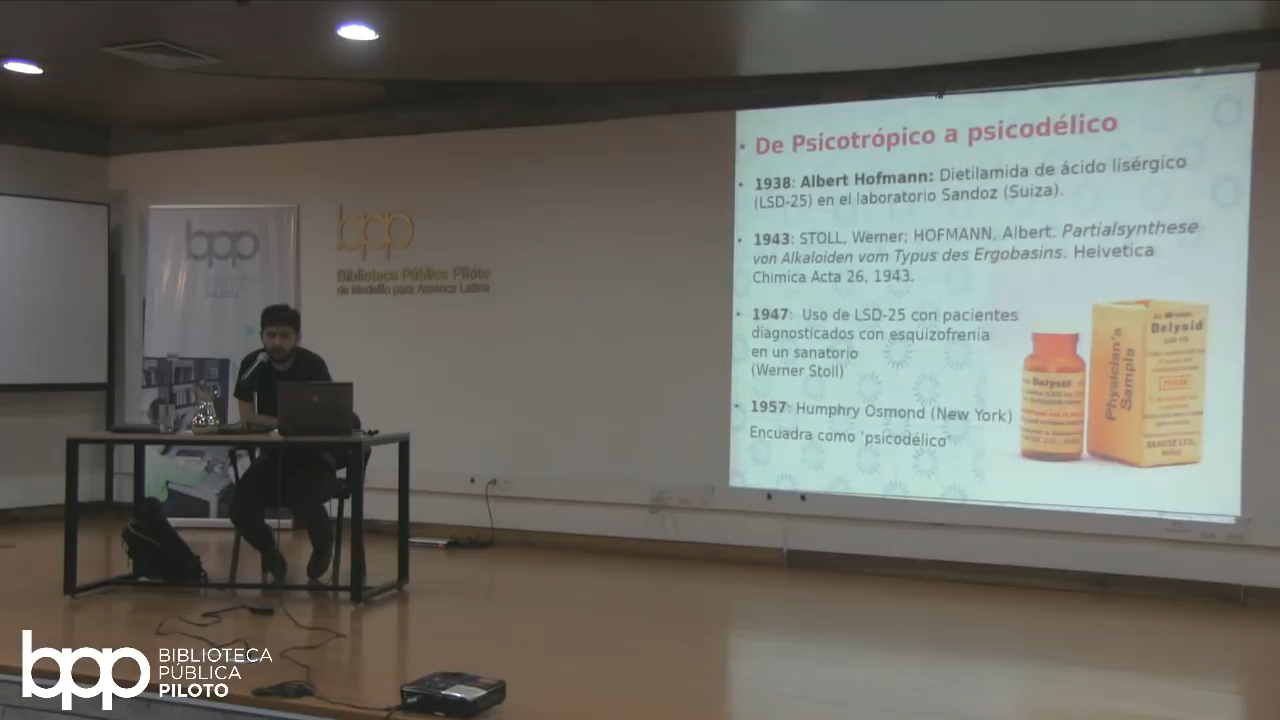 De Psicotrópico a psicodélico
1938: Albert Hofmann: Dietilamida de ácido lisérgico
(LSD-25) en el laboratorio Sandoz (Suiza).
1943: STOLL, Werner; HOFMANN, Albert. Partialsynthese
von Alkaloiden vom Typus des Ergobasins. Helvetica
Chimica Acta 26, 1943.
1947: Uso de LSD-25 con pacientes
diagnosticados con esquizofrenia
en un sanatorio
(Werner Stoll)
1957: Humphry Osmond (New York)
Encuadra como 'psicodélico'
Delysid
Physician's
Sample
Delysid
SANDOZ LTD.,
bpp
PILOTO
bpp
Biblioteca Pública Piloto
de Medellín para América Latina
bpp
BIBLIOTECA
PÚBLICA
PILOTO